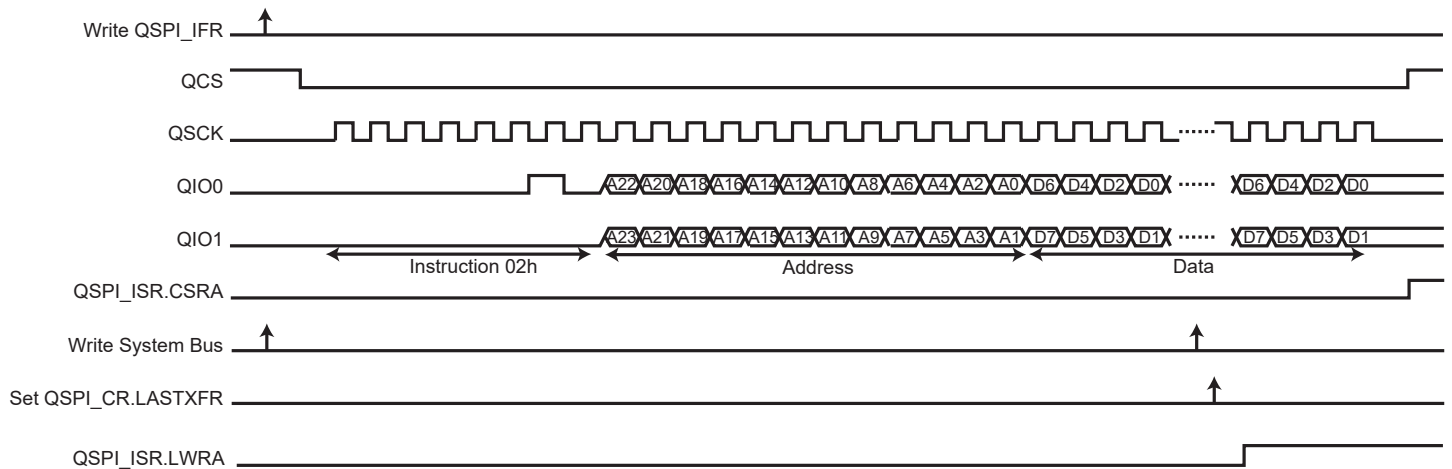 Write QSPI_IFR
QCS
QSCK
QIO0 A22 A20 A18 A16 A14 A12 A10 A8 A6 A4 A2 A0 D6 D4 D2 D0 D6 D4 D2 D0
QIO1 A23 A21 A19 A17 A15 A13 A11 A9 A7 A5 A3 A1 D7 D5 D3 D1 D7 D5 D3 D1
Instruction 02h Address Data
QSPI_ISR.CSRA
Write System Bus
Set QSPI_CR.LASTXFR
QSPI_ISR.LWRA